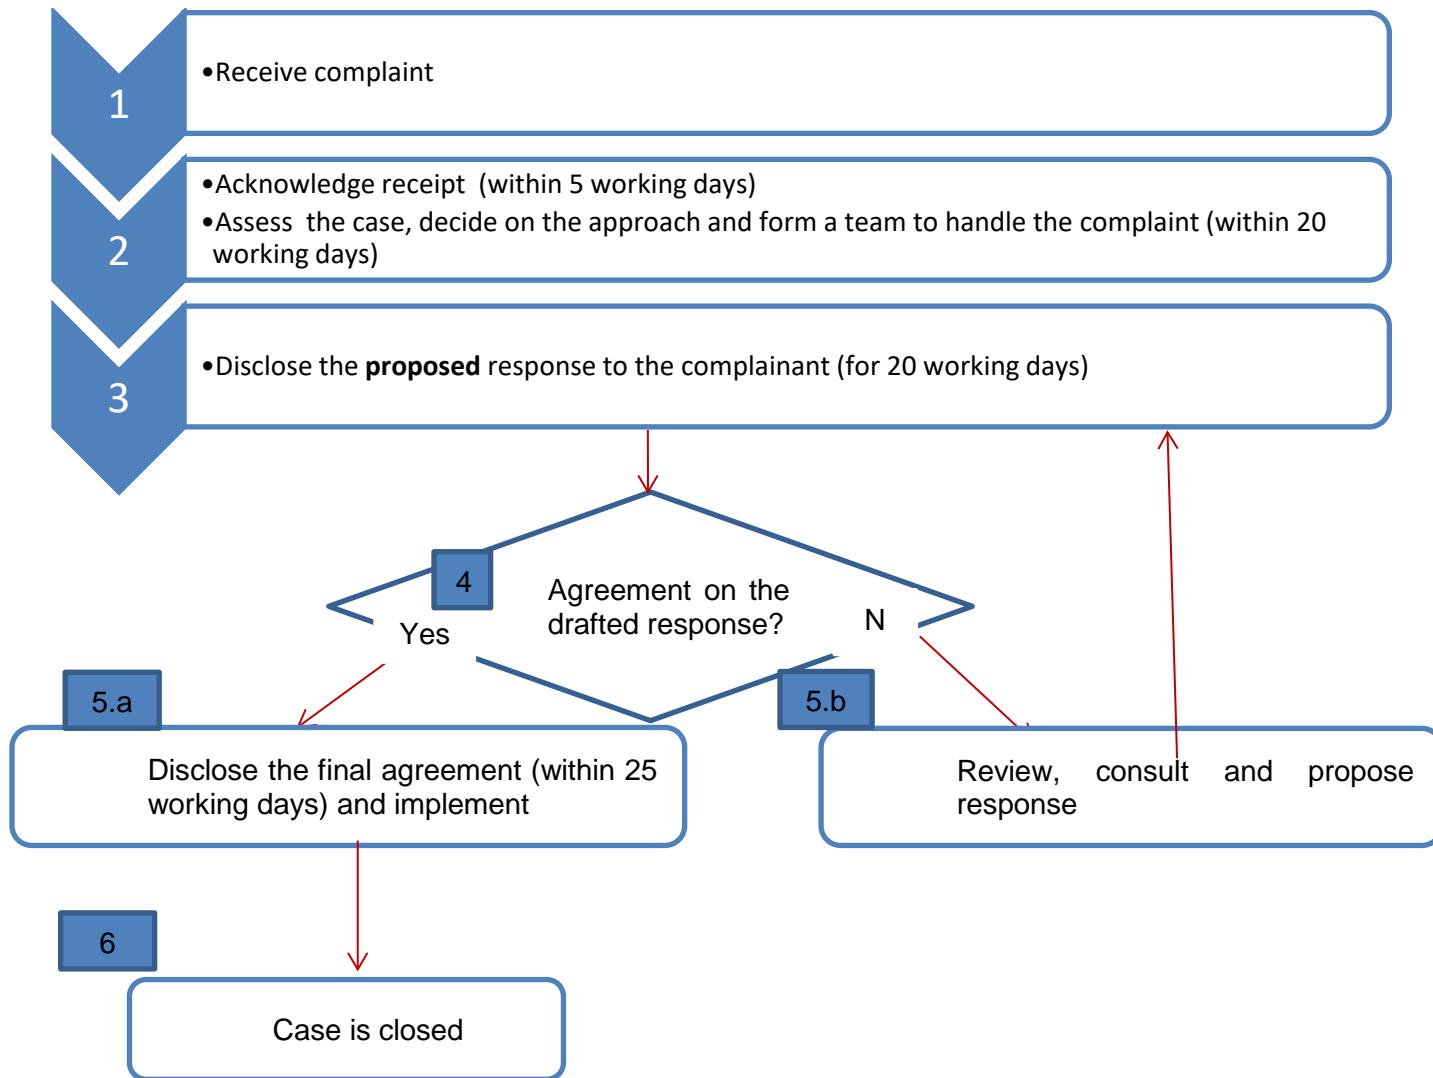 1
•Receive complaint
2
•Acknowledge receipt (within 5 working days)
•Assess the case, decide on the approach and form a team to handle the complaint (within 20
working days)
3
•Disclose the proposed response to the complainant (for 20 working days)
4
Agreement on the
drafted response?
Yes
N
5.a
5.b
Disclose the final agreement (within 25
working days) and implement
Review, consult and propose
response
6
Case is closed